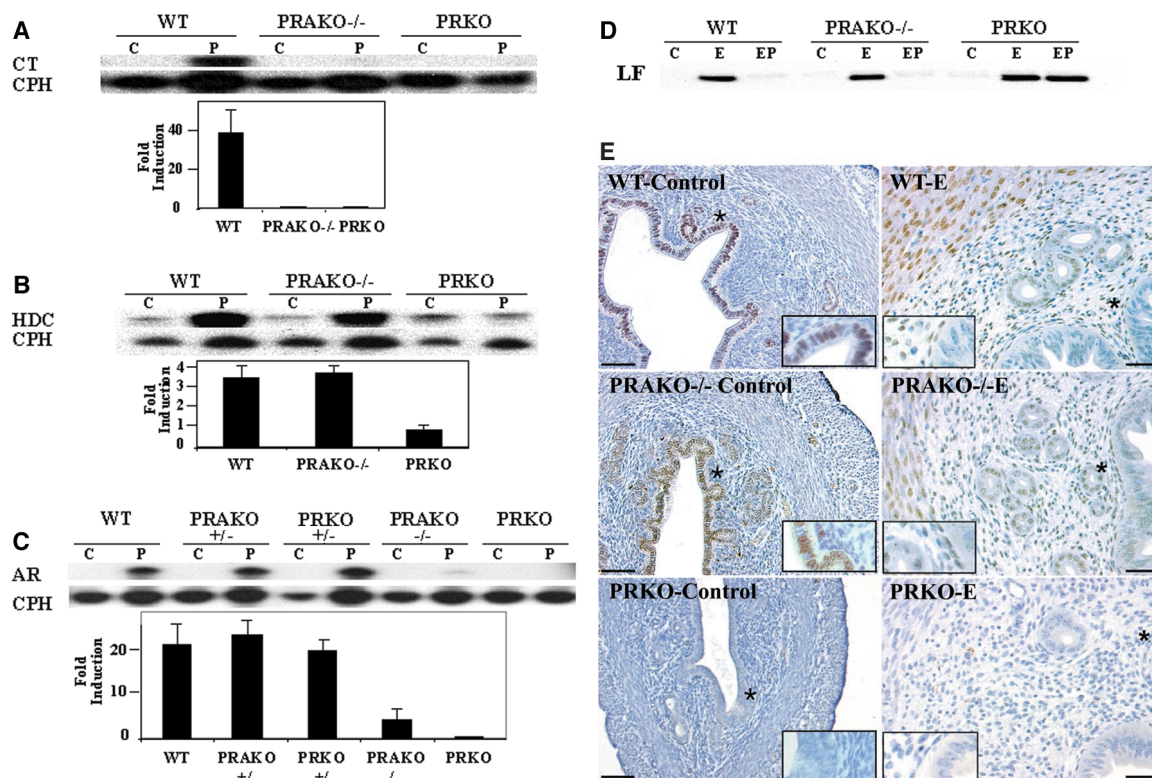 A
WT PRAKO-/- PRKO
C P C P C P
CT
CPH
Fold Induction
40
20
0
WT PRAKO-/- PRKO
B
WT PRAKO-/- PRKO
C P C P C P
HDC
CPH
Fold Induction
4
3
2
1
0
WT PRAKO-/- PRKO
C
WT PRAKO +/- PRKO +/- PRAKO -/- PRKO
C P C P C P C P C P
AR
CPH
Fold Induction
20
10
0
WT PRAKO PRKO PRAKO PRKO
+/ +/ /
D
WT PRAKO-/- PRKO
C E EP C E EP C E EP
LF
E
WT-Control
*
WT-E
*
PRAKO-/- Control
*
PRAKO-/-E
*
PRKO-Control
*
PRKO-E
*